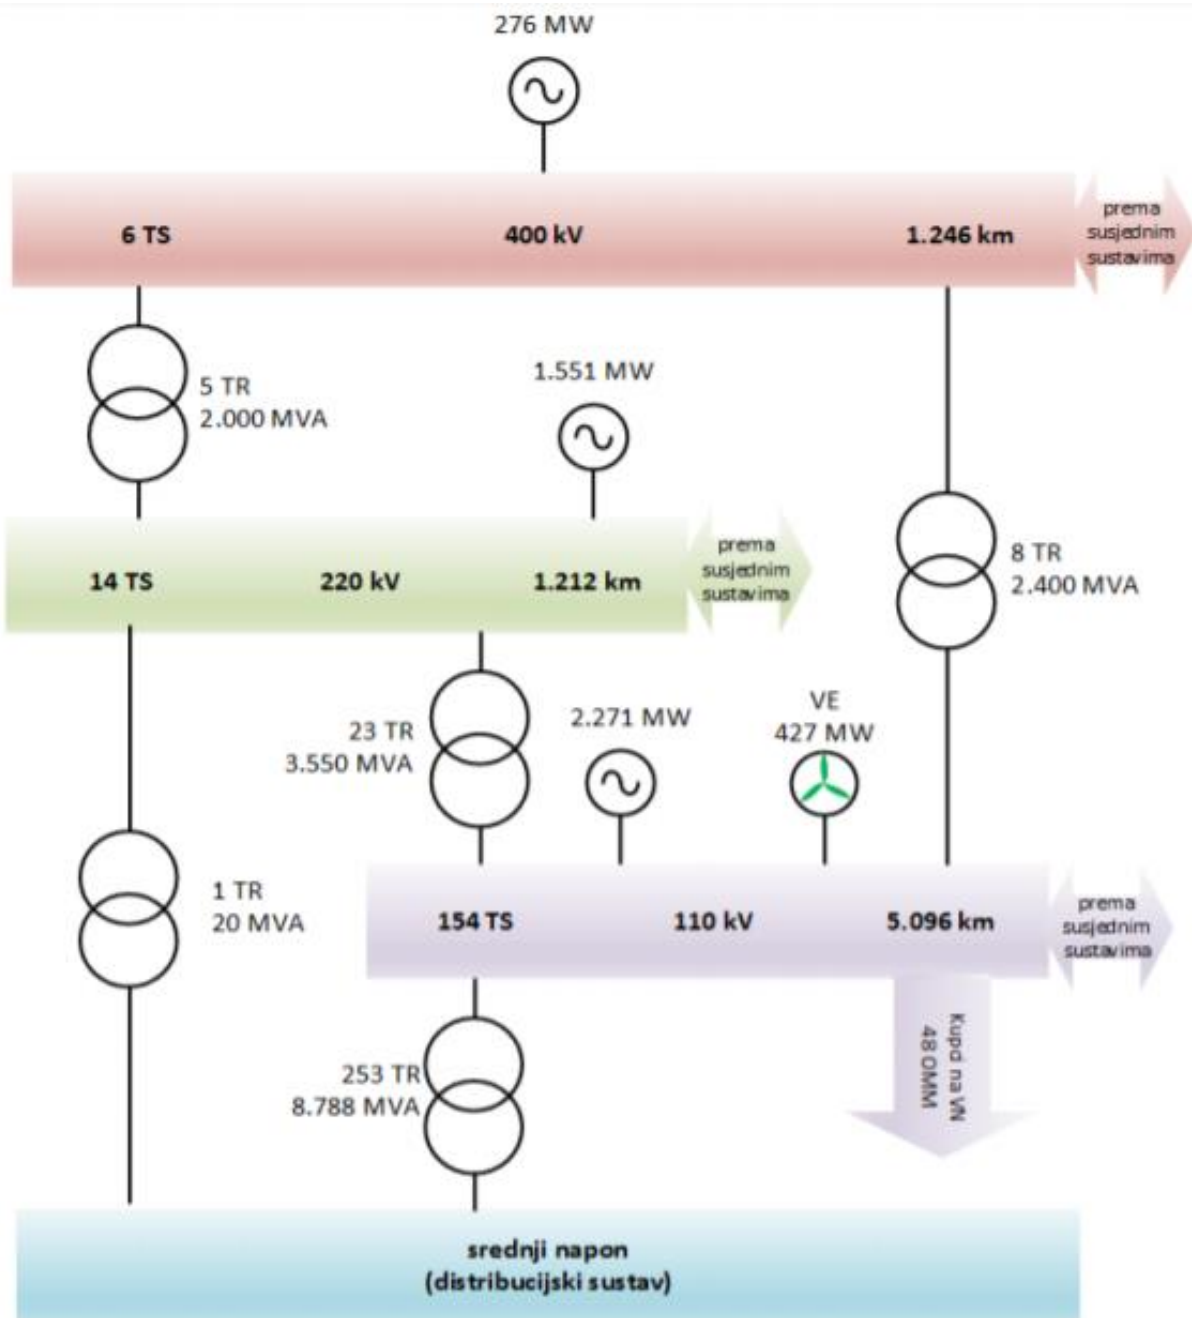 276 MW
6 TS
400 kV
1.246 km
prema
susjednim
sustavima
5 TR
2.000 MVA
1.551 MW
14 TS
220 kV
1.212 km
prema
susjednim
sustavima
8 TR
2.400 MVA
23 TR
3.550 MVA
2.271 MW
VE
427 MW
1 TR
20 MVA
154 TS
110 kV
5.096 km
prema
susjednim
sustavima
Kupci na VN
48 OMM
253 TR
8.788 MVA
srednji napon
(distribucijski sustav)